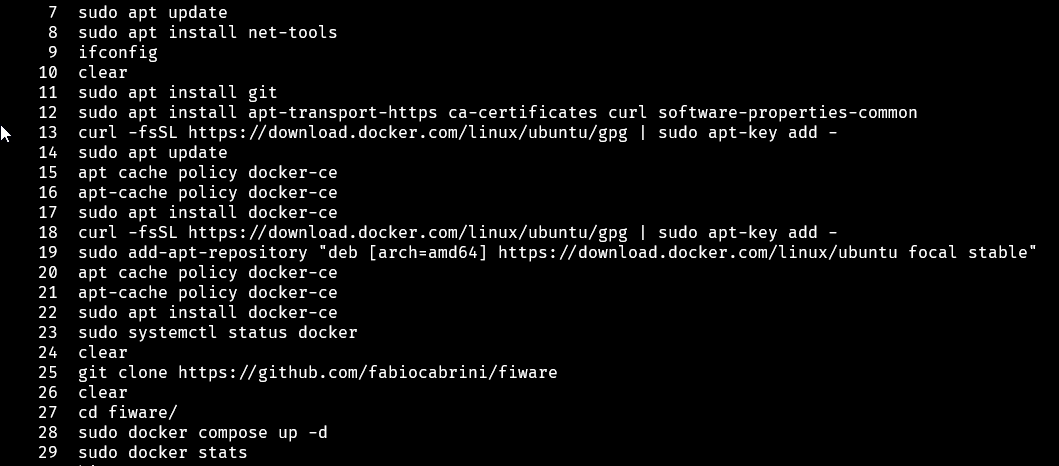 7 sudo apt update
8 sudo apt install net-tools
9 ifconfig
10 clear
11 sudo apt install git
12 sudo apt install apt-transport-https ca-certificates curl software-properties-common
13 curl -fsSL https://download.docker.com/linux/ubuntu/gpg | sudo apt-key add -
14 sudo apt update
15 apt cache policy docker-ce
16 apt-cache policy docker-ce
17 sudo apt install docker-ce
18 curl -fsSL https://download.docker.com/linux/ubuntu/gpg | sudo apt-key add -
19 sudo add-apt-repository "deb [arch=amd64] https://download.docker.com/linux/ubuntu focal stable"
20 apt cache policy docker-ce
21 apt-cache policy docker-ce
22 sudo apt install docker-ce
23 sudo systemctl status docker
24 clear
25 git clone https://github.com/fabiocabrini/fiware
26 clear
27 cd fiware/
28 sudo docker compose up -d
29 sudo docker stats